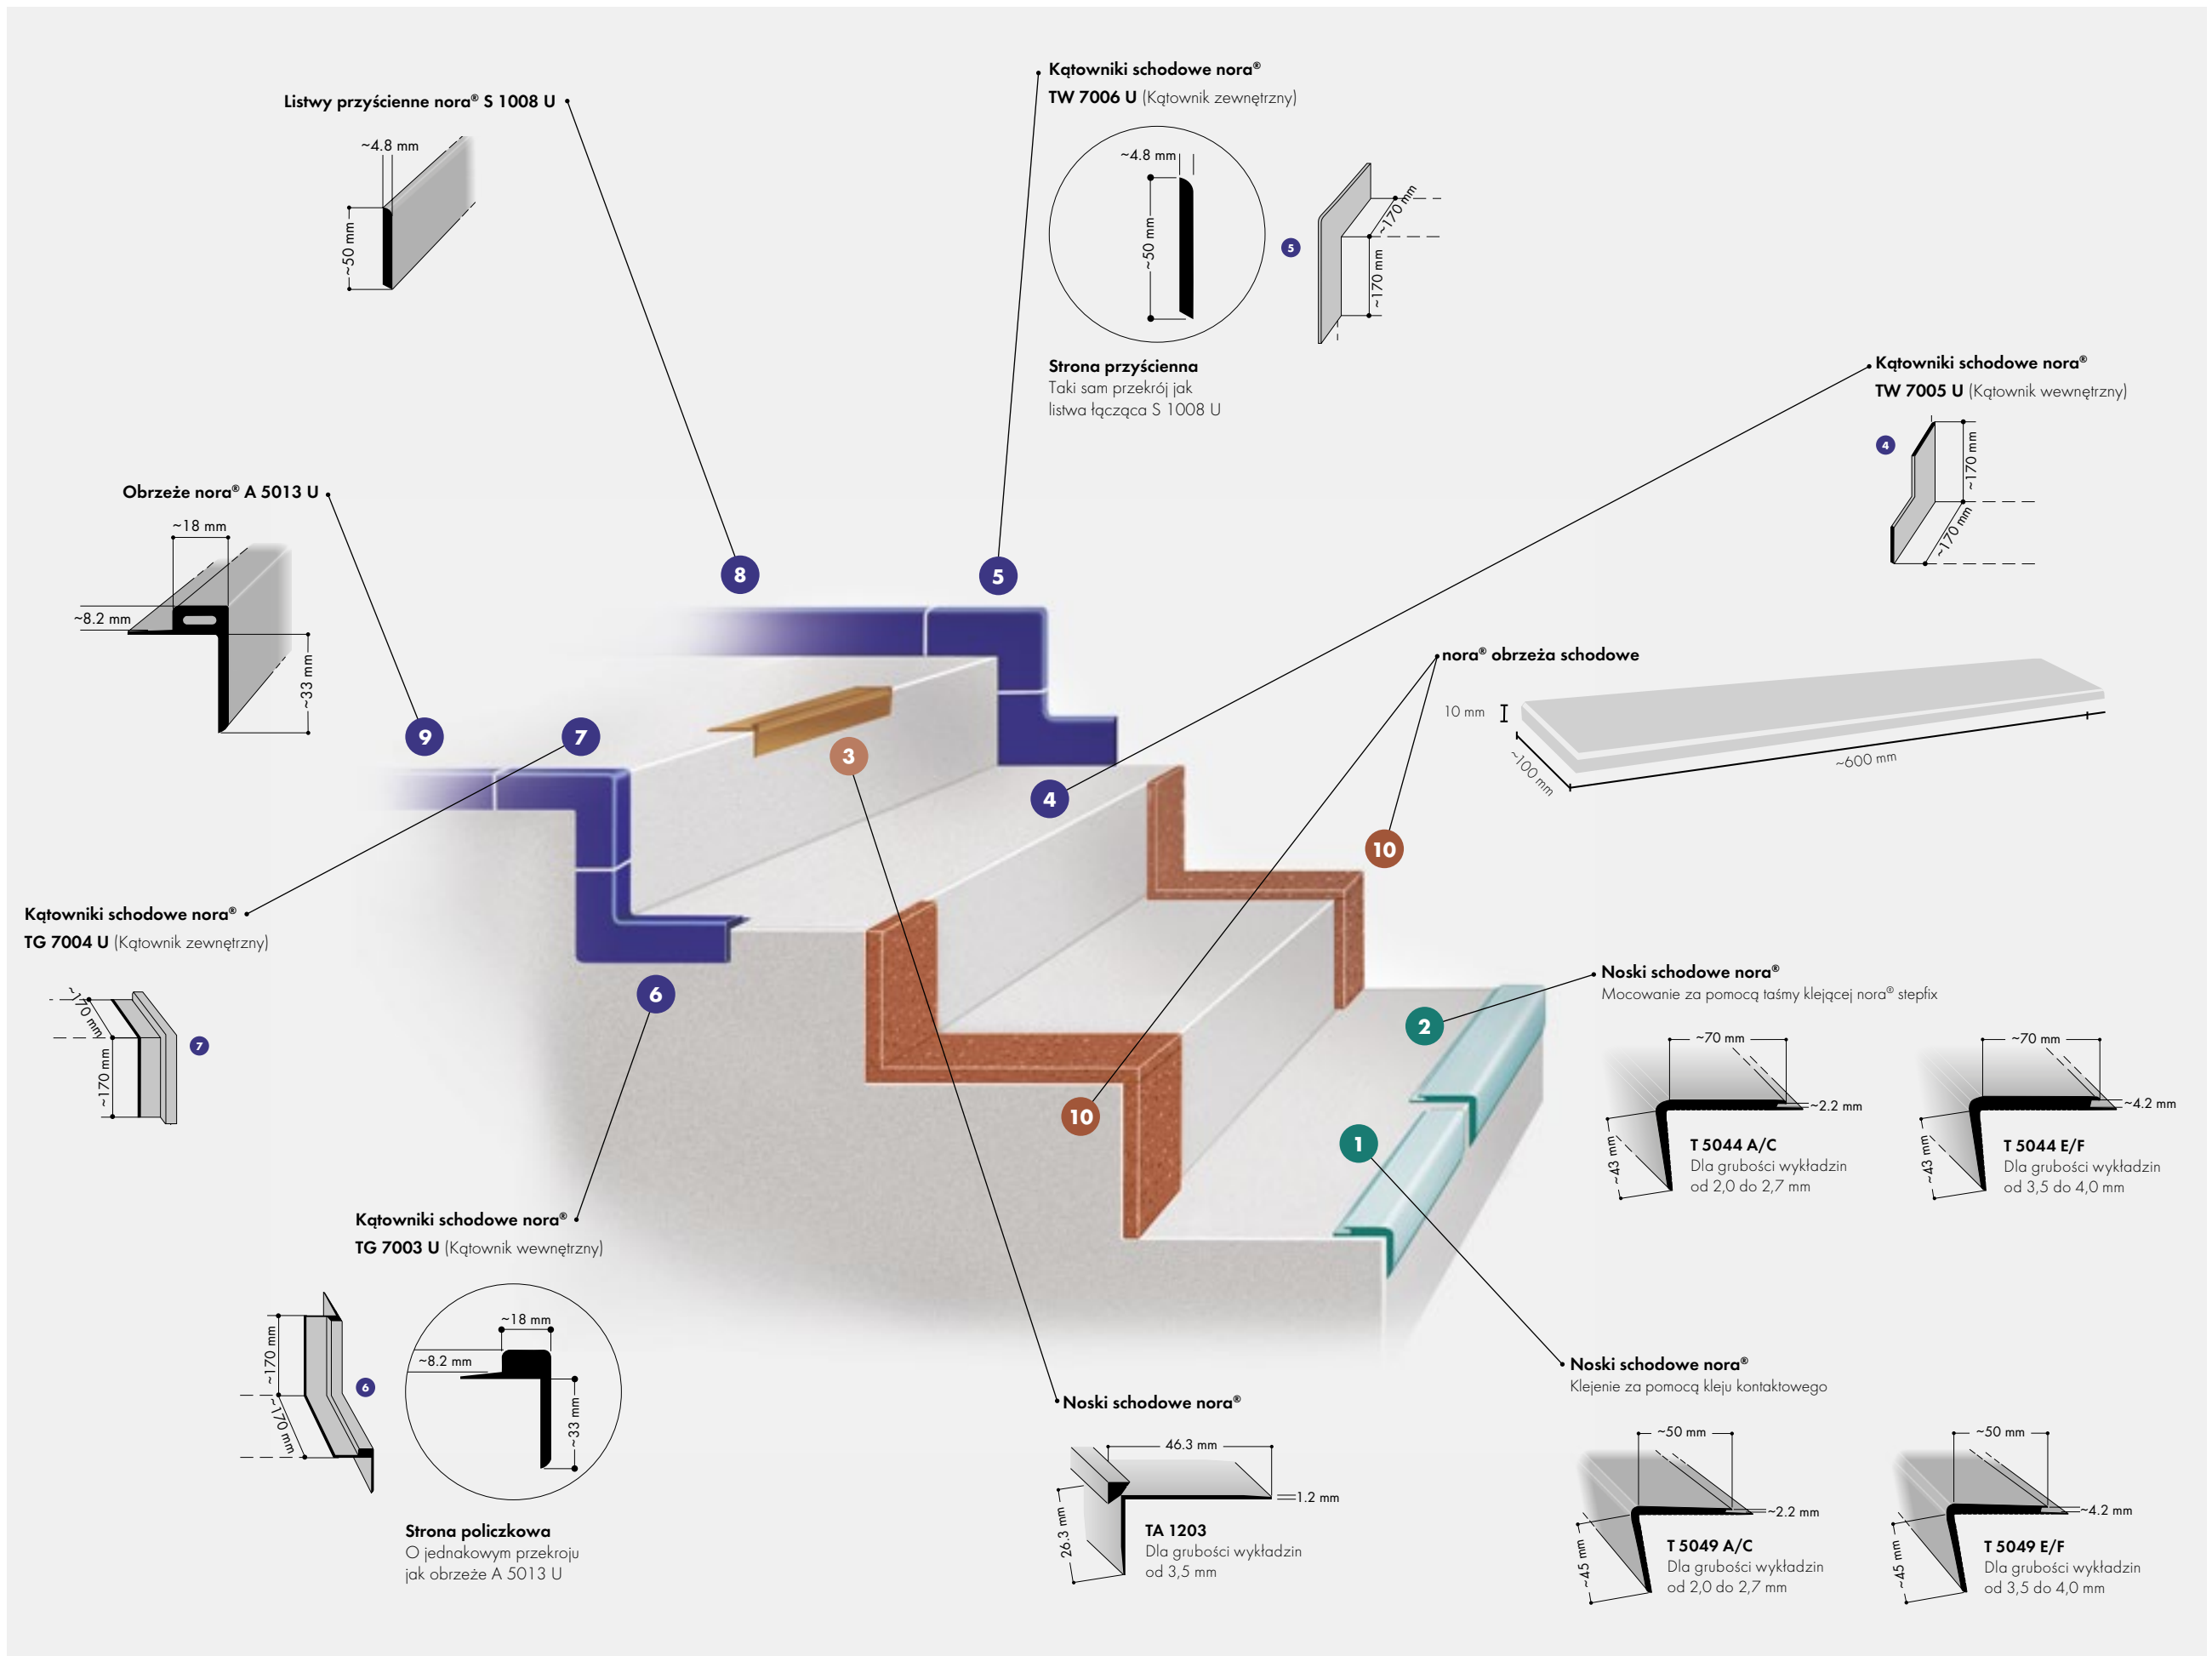 Listwy przyścienne nora® S 1008 U
~4.8 mm
~50 mm
Kątowniki schodowe nora®
TW 7006 U (Kątownik zewnętrzny)
~4.8 mm
~50 mm
5
~170 mm
~170 mm
Strona przyścienna
Taki sam przekrój jak
listwa łącząca S 1008 U
Kątowniki schodowe nora®
TW 7005 U (Kątownik wewnętrzny)
4
~170 mm
~170 mm
Obrzeże nora® A 5013 U
~18 mm
~8.2 mm
~33 mm
8
5
9
7
3
4
10
6
2
10
1
nora® obrzeża schodowe
10 mm
~100 mm
~600 mm
Kątowniki schodowe nora®
TG 7004 U (Kątownik zewnętrzny)
~170 mm
~170 mm
7
Noski schodowe nora®
Mocowanie za pomocą taśmy klejącej nora® stepfix
~70 mm
~2.2 mm
~43 mm
T 5044 A/C
Dla grubości wykładzin
od 2,0 do 2,7 mm
~70 mm
~4.2 mm
~43 mm
T 5044 E/F
Dla grubości wykładzin
od 3,5 do 4,0 mm
Kątowniki schodowe nora®
TG 7003 U (Kątownik wewnętrzny)
~170 mm
~170 mm
6
~18 mm
~8.2 mm
~33 mm
Strona policzkowa
O jednakowym przekroju
jak obrzeże A 5013 U
Noski schodowe nora®
46.3 mm
1.2 mm
26.3 mm
TA 1203
Dla grubości wykładzin
od 3,5 mm
Noski schodowe nora®
Klejenie za pomocą kleju kontaktowego
~50 mm
~2.2 mm
~45 mm
T 5049 A/C
Dla grubości wykładzin
od 2,0 do 2,7 mm
~50 mm
~4.2 mm
~45 mm
T 5049 E/F
Dla grubości wykładzin
od 3,5 do 4,0 mm